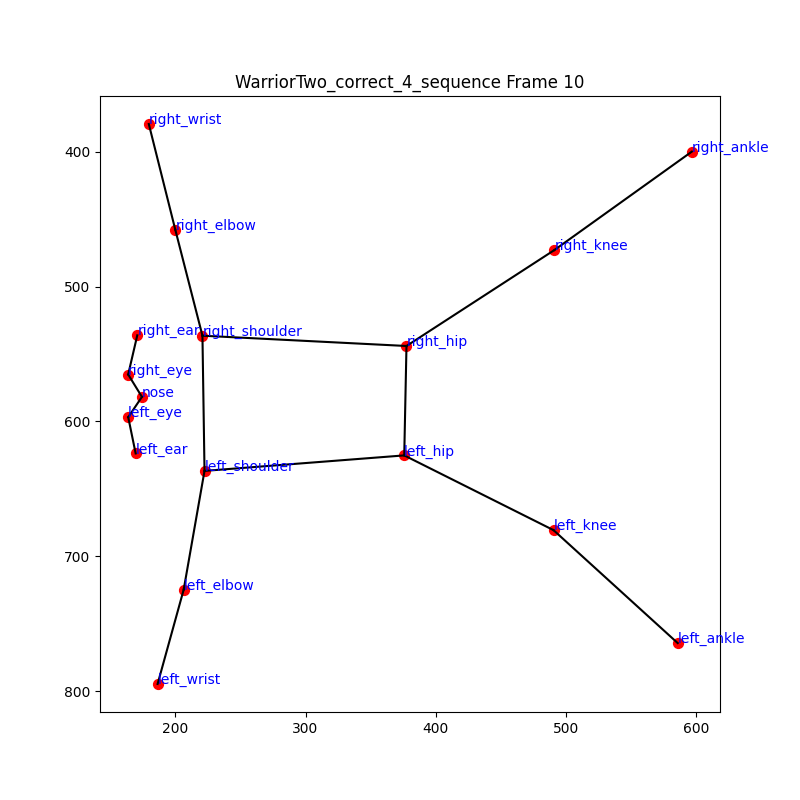 WarriorTwo_correct_4_sequence Frame 10
right_wrist
400
right_ankle
right_elbow
right_knee
500
right_ear
right_shoulder
right_hip
right_eye
nose
600
left_eye
left_ear
left_hip
left_shoulder
left_knee
left_elbow
700
left_ankle
left_wrist
800
200 300 400 500 600